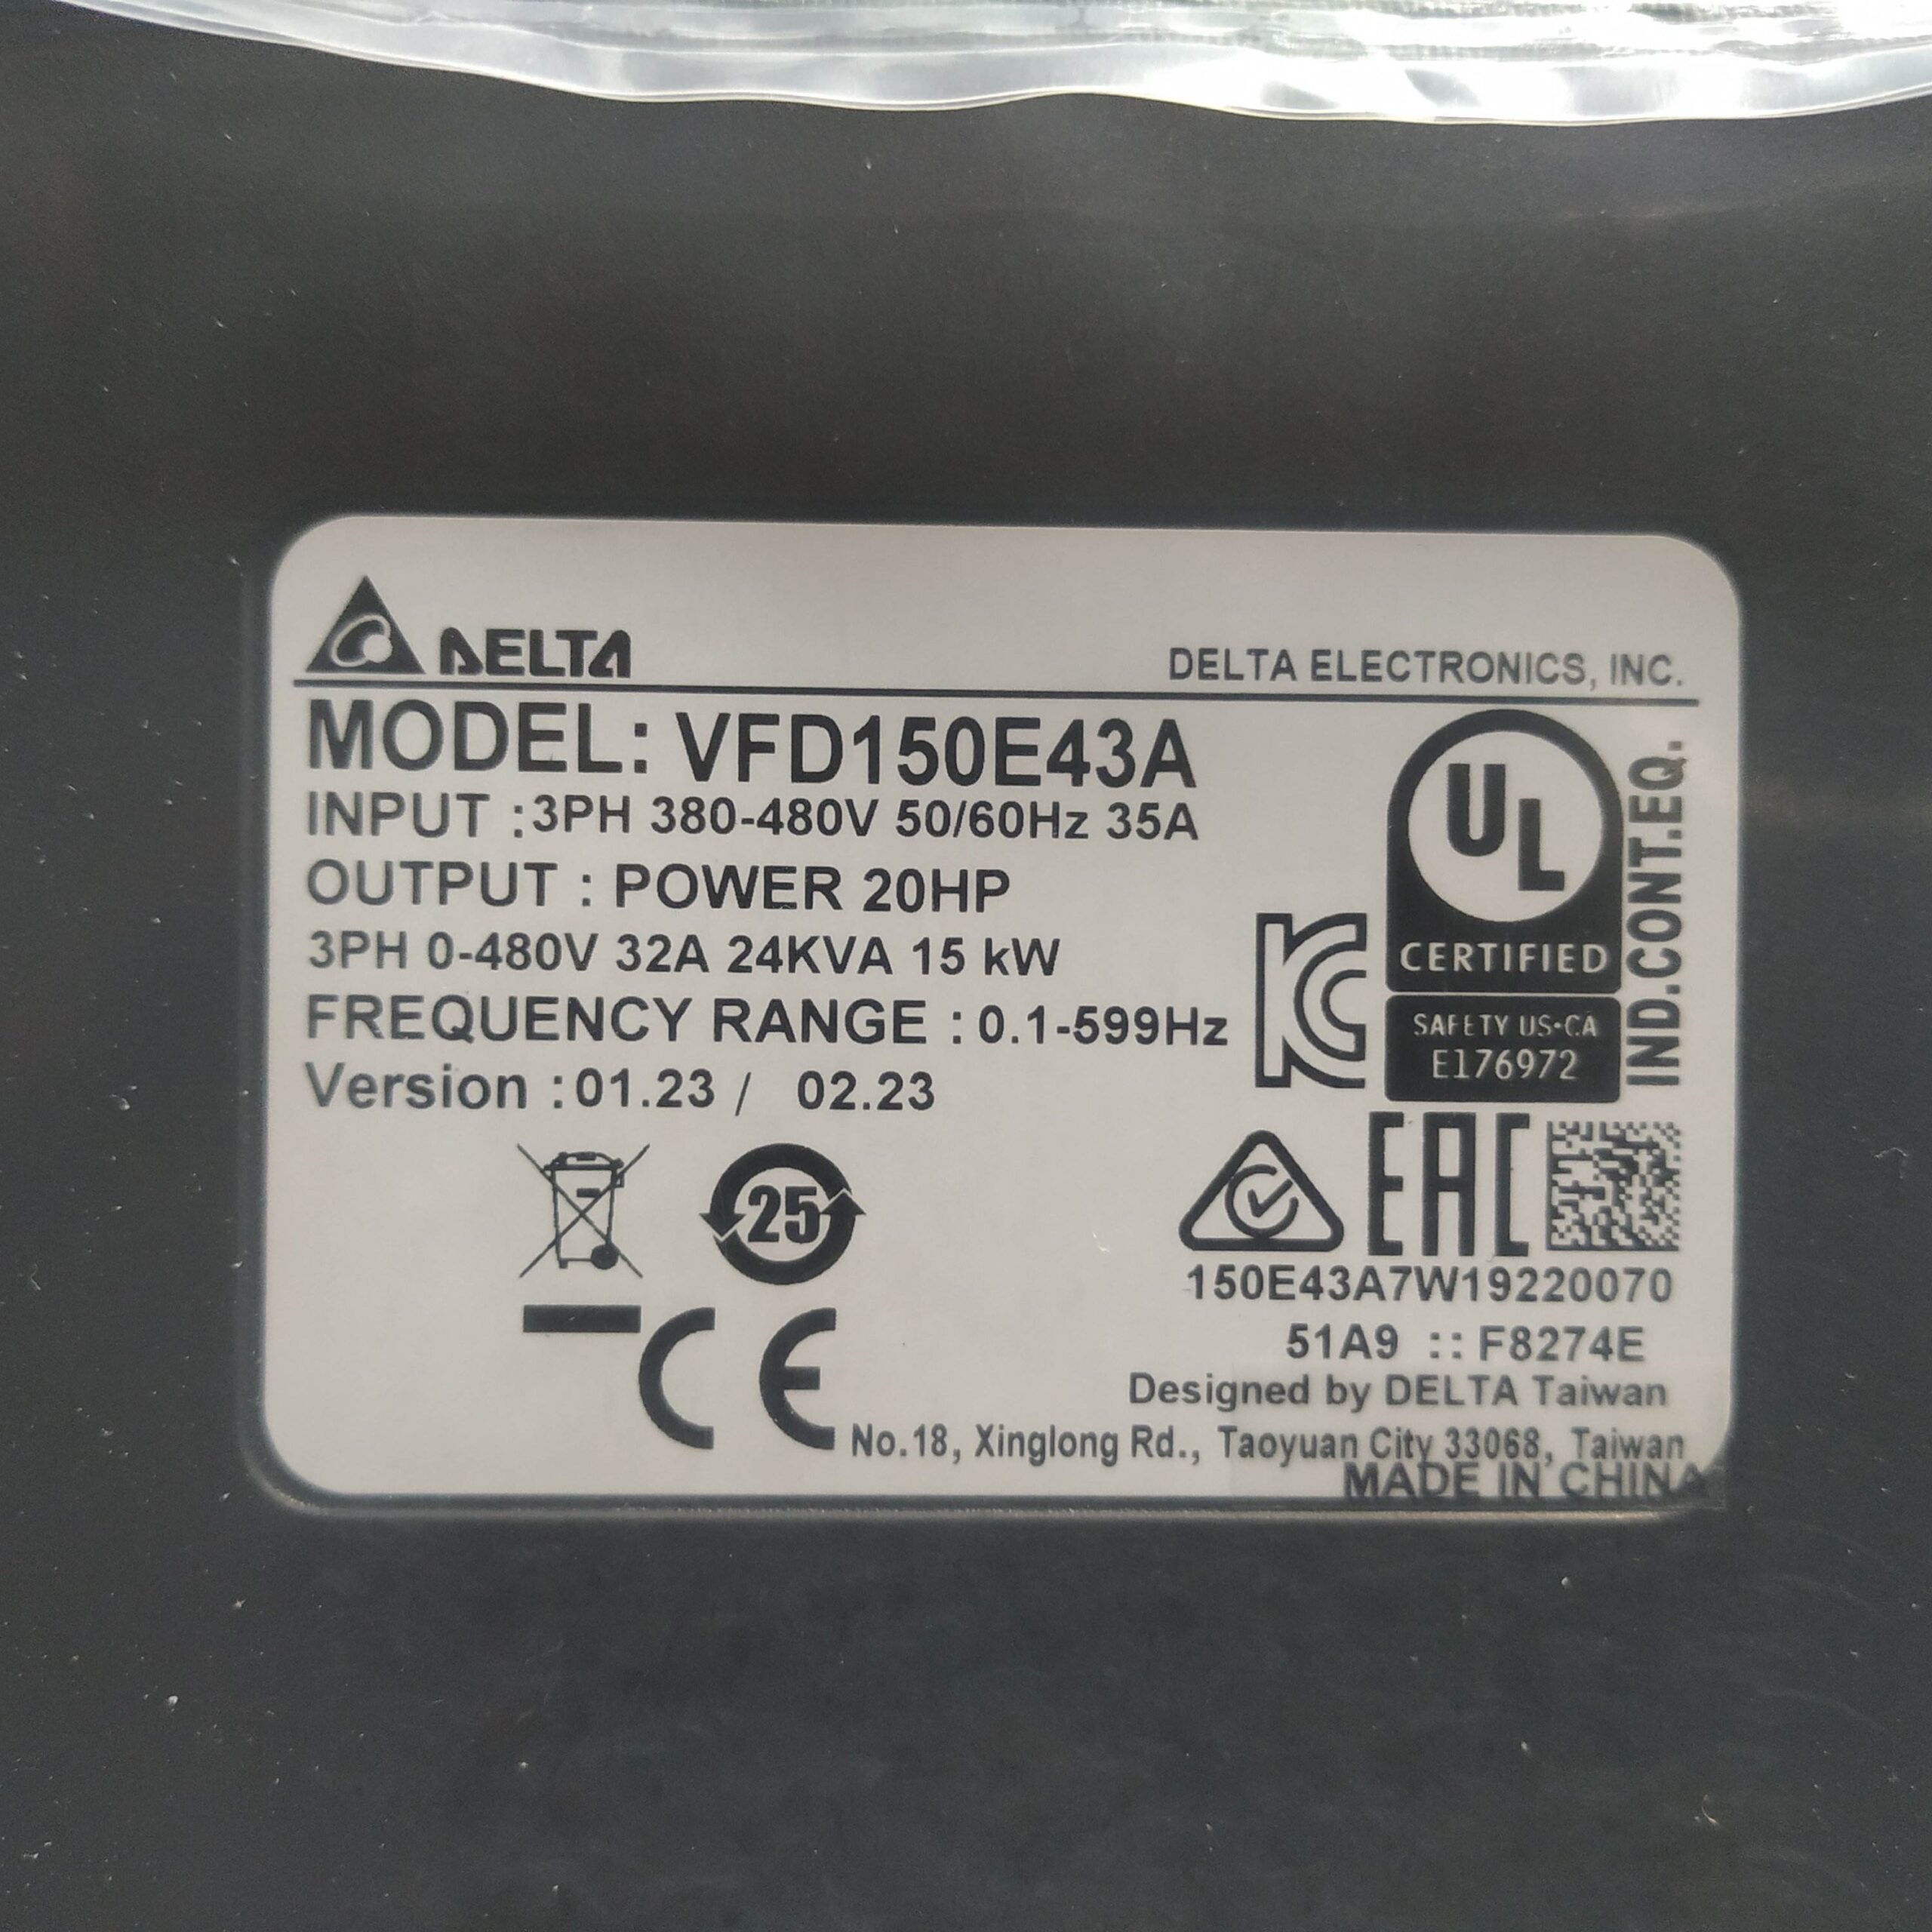 DELTA
DELTA ELECTRONICS, INC.
MODEL: VFD150E43A
INPUT :3PH 380-480V 50/60Hz 35A
OUTPUT : POWER 20HP
3PH 0-480V 32A 24KVA 15 kW
FREQUENCY RANGE : 0.1-599Hz
Version :01.23 / 02.23
UL
CERTIFIED
SAFETY US•CA
E176972
IND.CONT.EQ.
KC
25
EAC
CE
150E43A7W19220070
51A9 :: F8274E
Designed by DELTA Taiwan
No.18, Xinglong Rd., Taoyuan City 33068, Taiwan
MADE IN CHINA